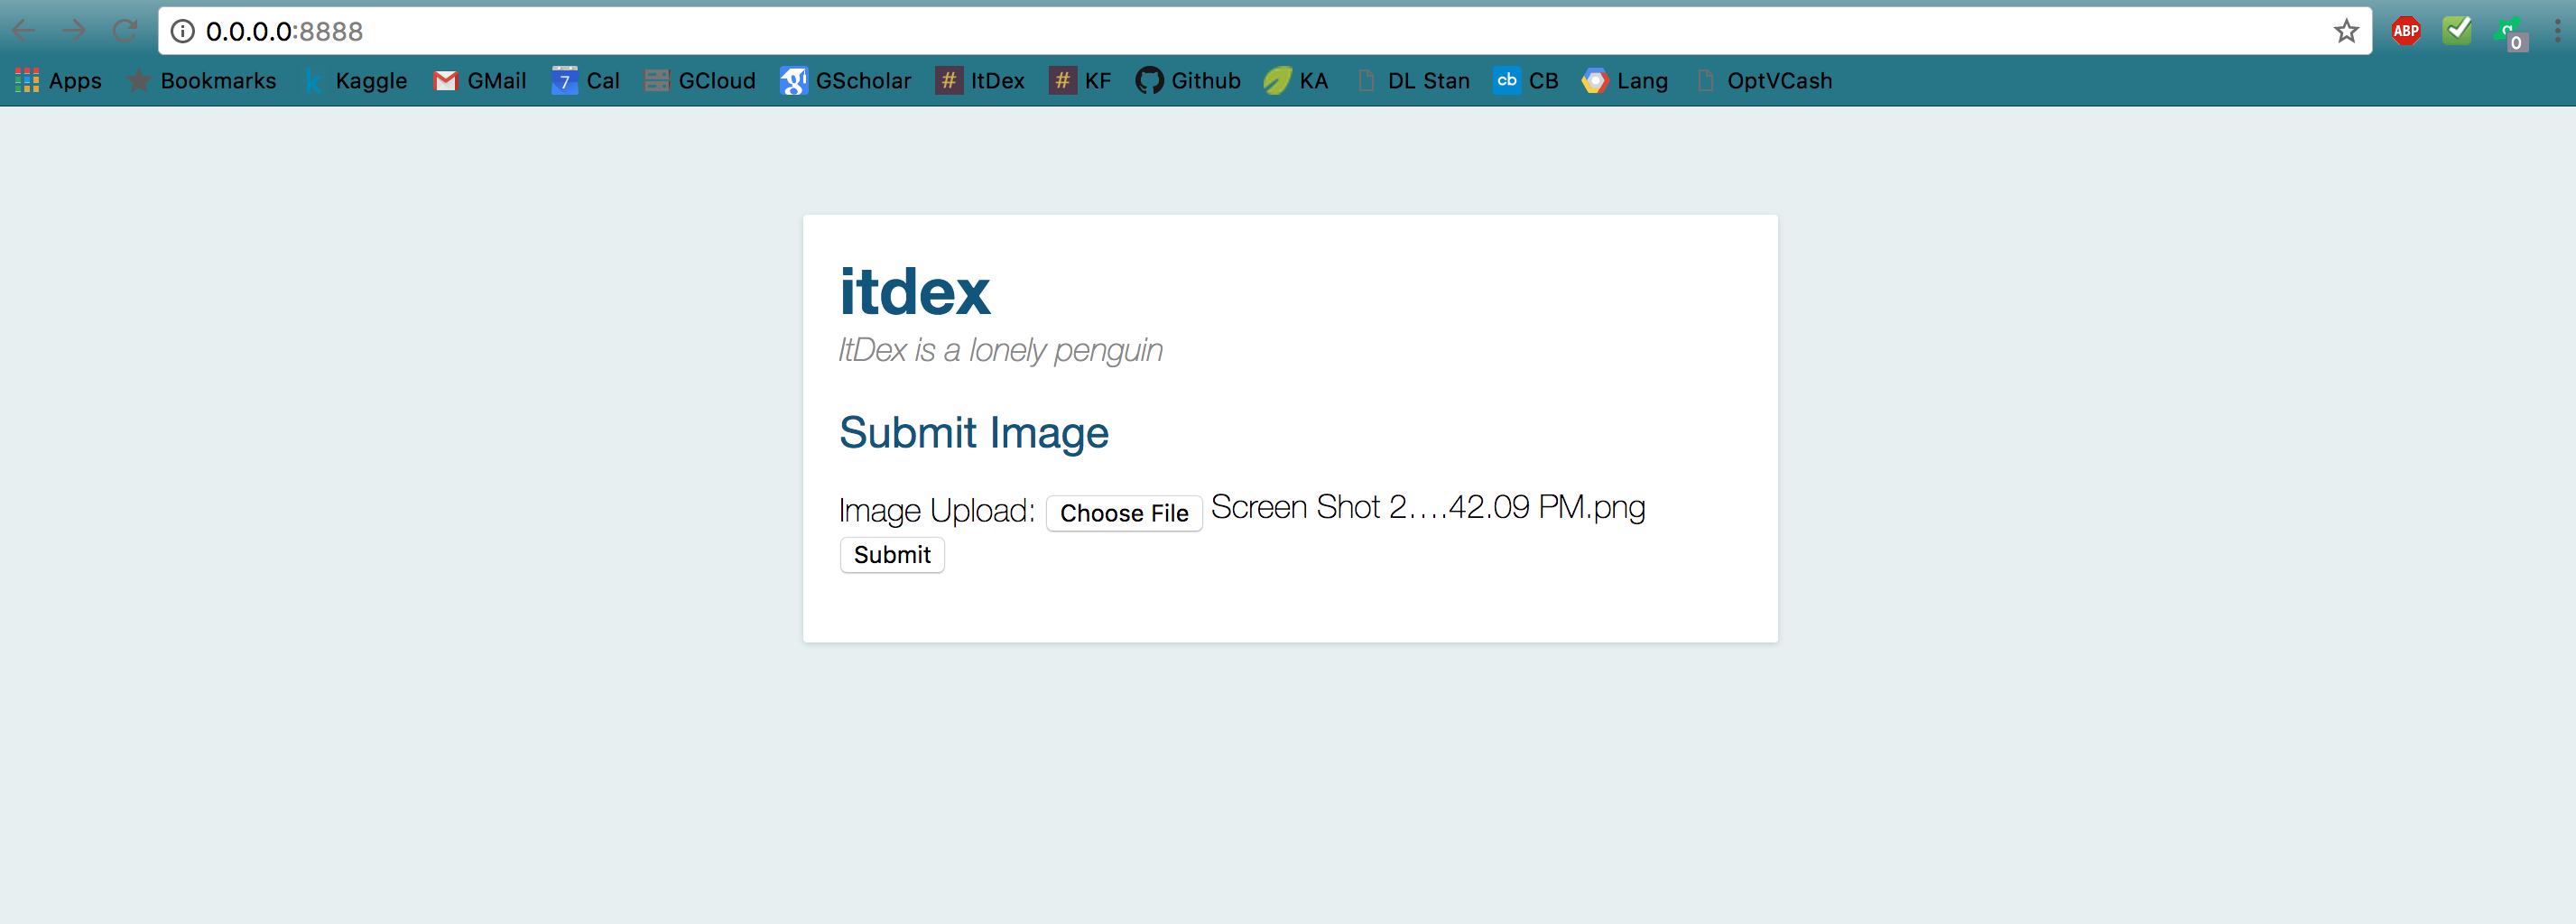 0.0.0.0:8888
ABP
0
Apps Bookmarks k Kaggle GMail 7 Cal GCloud g GScholar # ItDex # KF Github KA DL Stan cb CB Lang OptVCash
itdex
ItDex is a lonely penguin
Submit Image
Image Upload: Choose File Screen Shot 2....42.09 PM.png
Submit